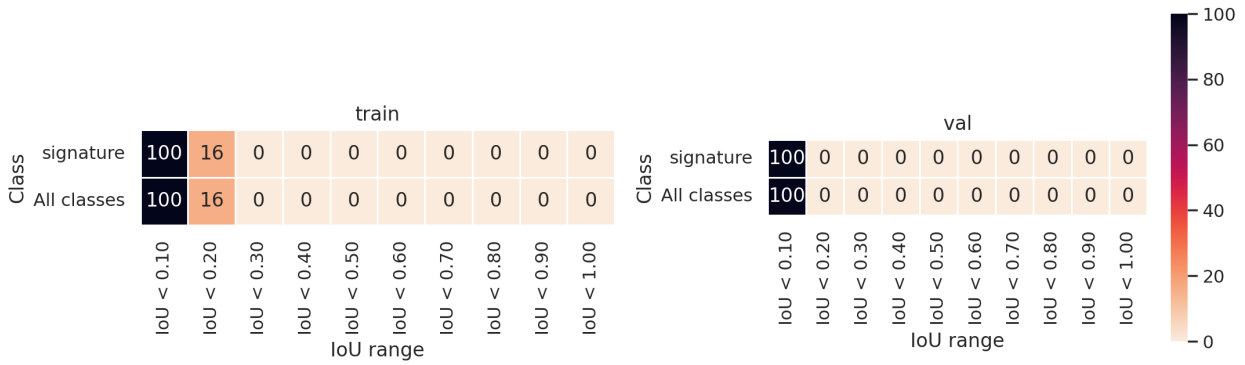 train
Class
signature 100 16 0 0 0 0 0 0 0 0
All classes 100 16 0 0 0 0 0 0 0 0
IoU < 0.10 IoU < 0.20 IoU < 0.30 IoU < 0.40 IoU < 0.50 IoU < 0.60 IoU < 0.70 IoU < 0.80 IoU < 0.90 IoU < 1.00
IoU range
val
Class
signature 100 0 0 0 0 0 0 0 0 0
All classes 100 0 0 0 0 0 0 0 0 0
IoU < 0.10 IoU < 0.20 IoU < 0.30 IoU < 0.40 IoU < 0.50 IoU < 0.60 IoU < 0.70 IoU < 0.80 IoU < 0.90 IoU < 1.00
IoU range
100
80
60
40
20
0